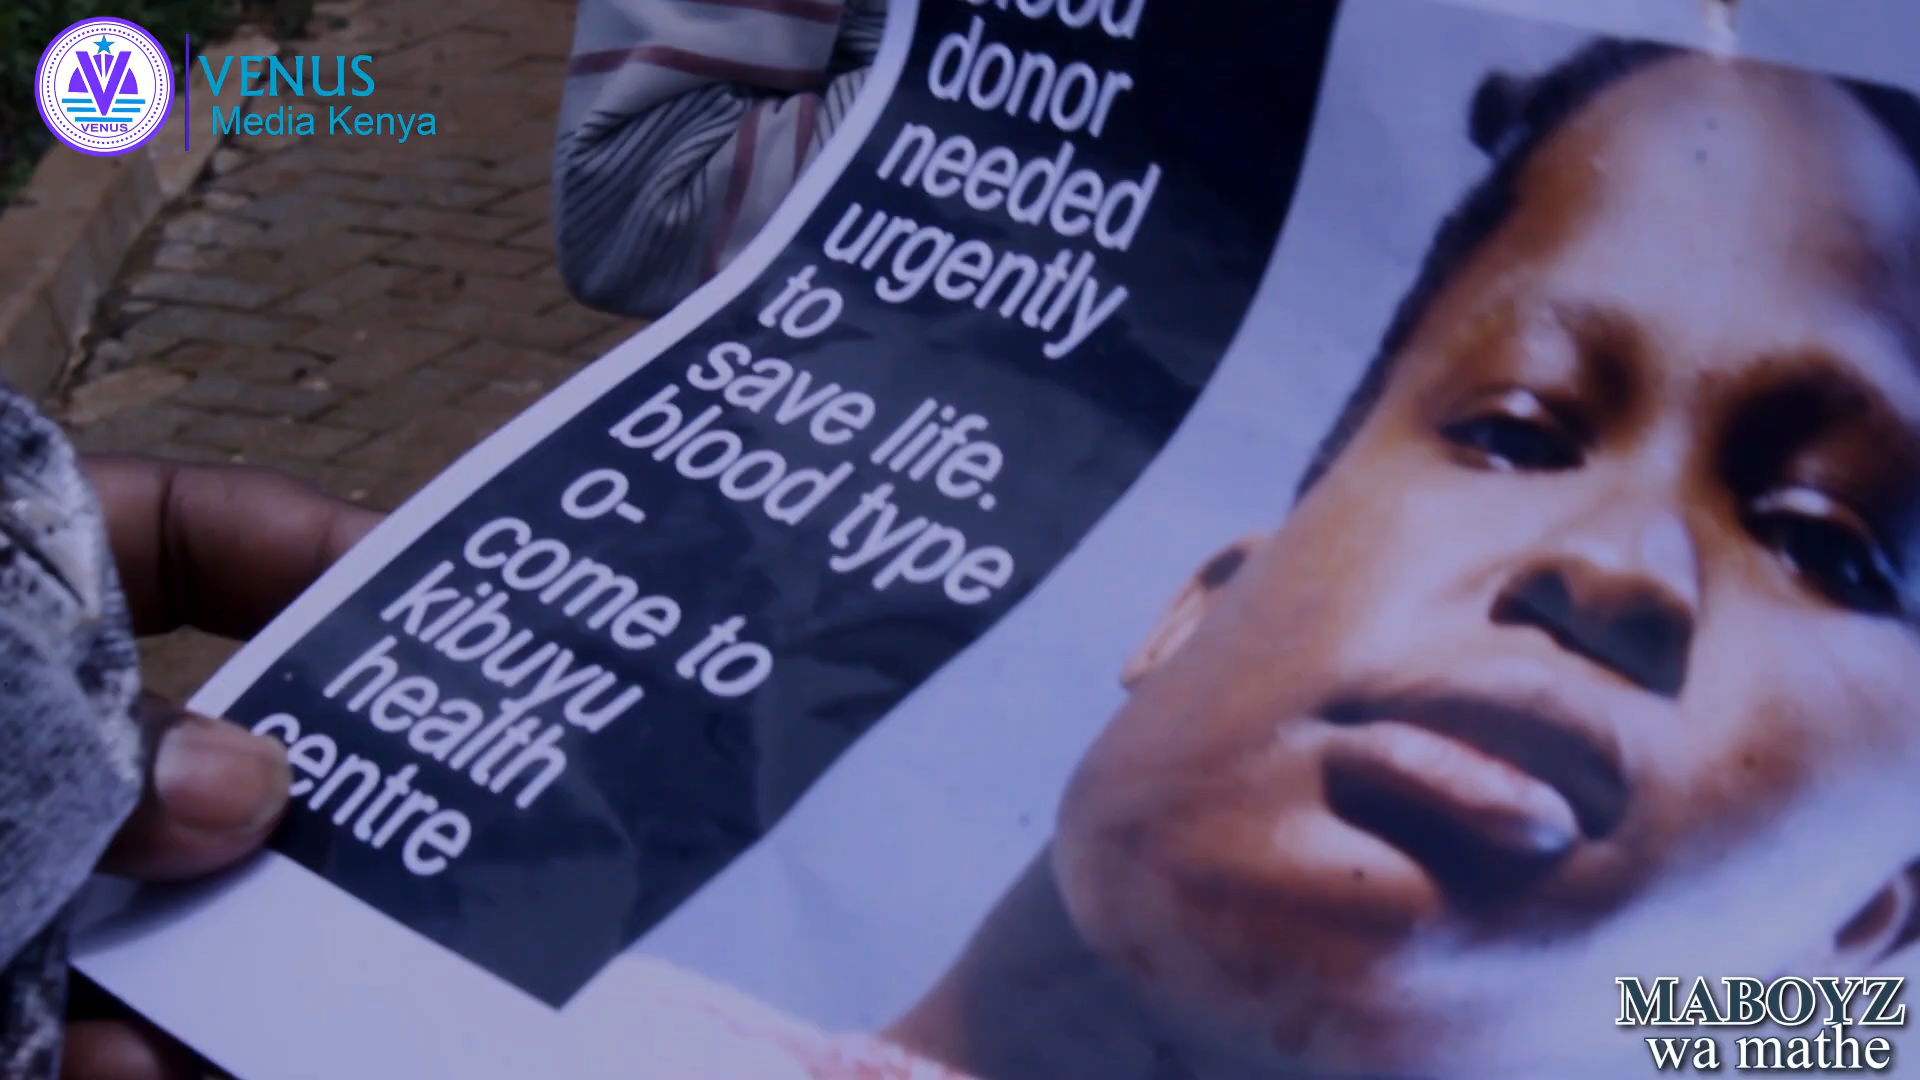 VENUS
VENUS
Media Kenya
blood
donor
needed
urgently
to
save life.
blood type
o-
come to
kibuyu
health
centre
MABOYZ
wa mathe